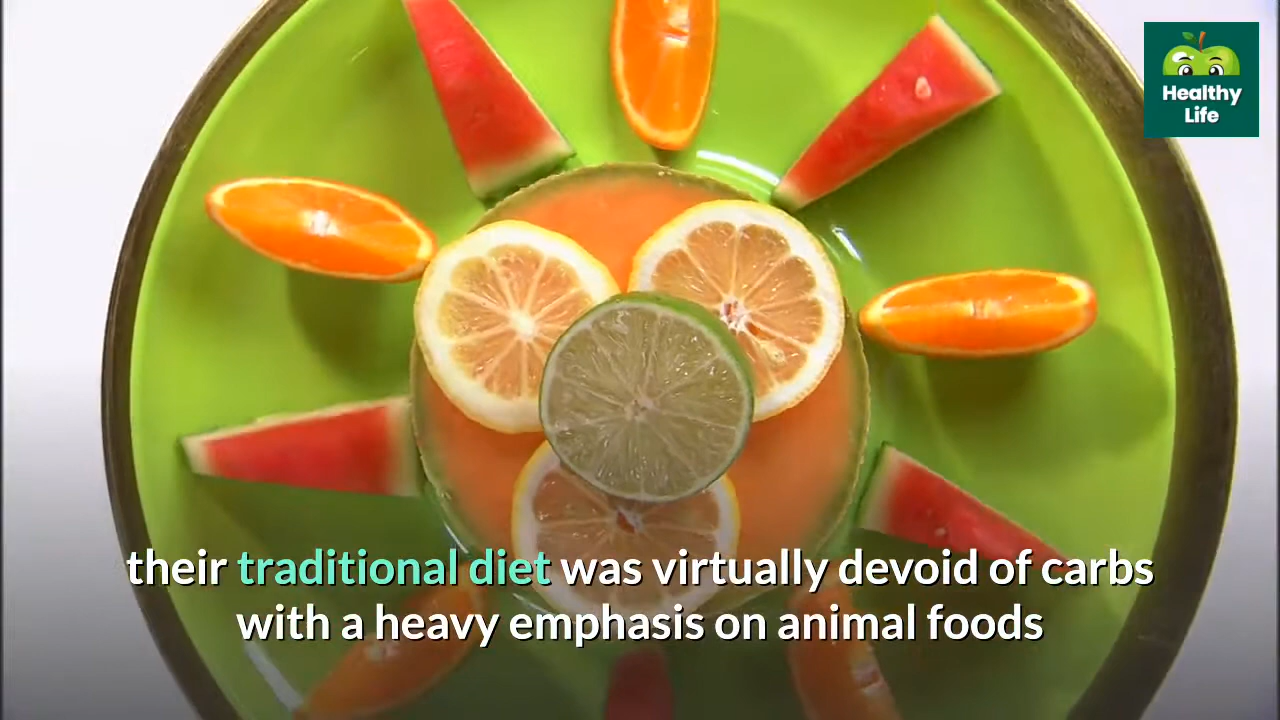 Healthy
Life
their traditional diet was virtually devoid of carbs
with a heavy emphasis on animal foods